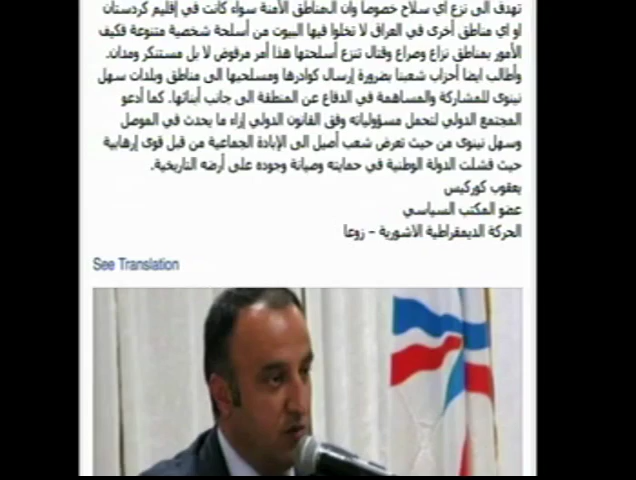 تهدف الى نزع أي سلاح خصوصا وان المناطق الآمنة سواء كانت في إقليم كردستان
او أي مناطق أخرى في العراق لا تخلوا فيها البيوت من أسلحة شخصية متنوعة فكيف
الأمور بمناطق نزاع وصراع وقتال تنزع أسلحتها هذا أمر مرفوض لا بل مستنكر ومدان.
وأطالب ايضا أحزاب شعبنا بضرورة إرسال كوادرها ومسلحيها الى مناطق وبلدات سهل
نينوى للمشاركة والمساهمة في الدفاع عن المنطقة الى جانب أبنائها. كما أدعو
المجتمع الدولي لتحمل مسؤولياته وفق القانون الدولي إزاء ما يحدث في الموصل
وسهل نينوى من حيث تعرض شعب أصيل الى الإبادة الجماعية من قبل قوى إرهابية
حيث فشلت الدولة الوطنية في حمايته وصيانة وجوده على أرضه التاريخية.
يعقوب كوركيس
عضو المكتب السياسي
الحركة الديمقراطية الاشورية - زوعا
See Translation